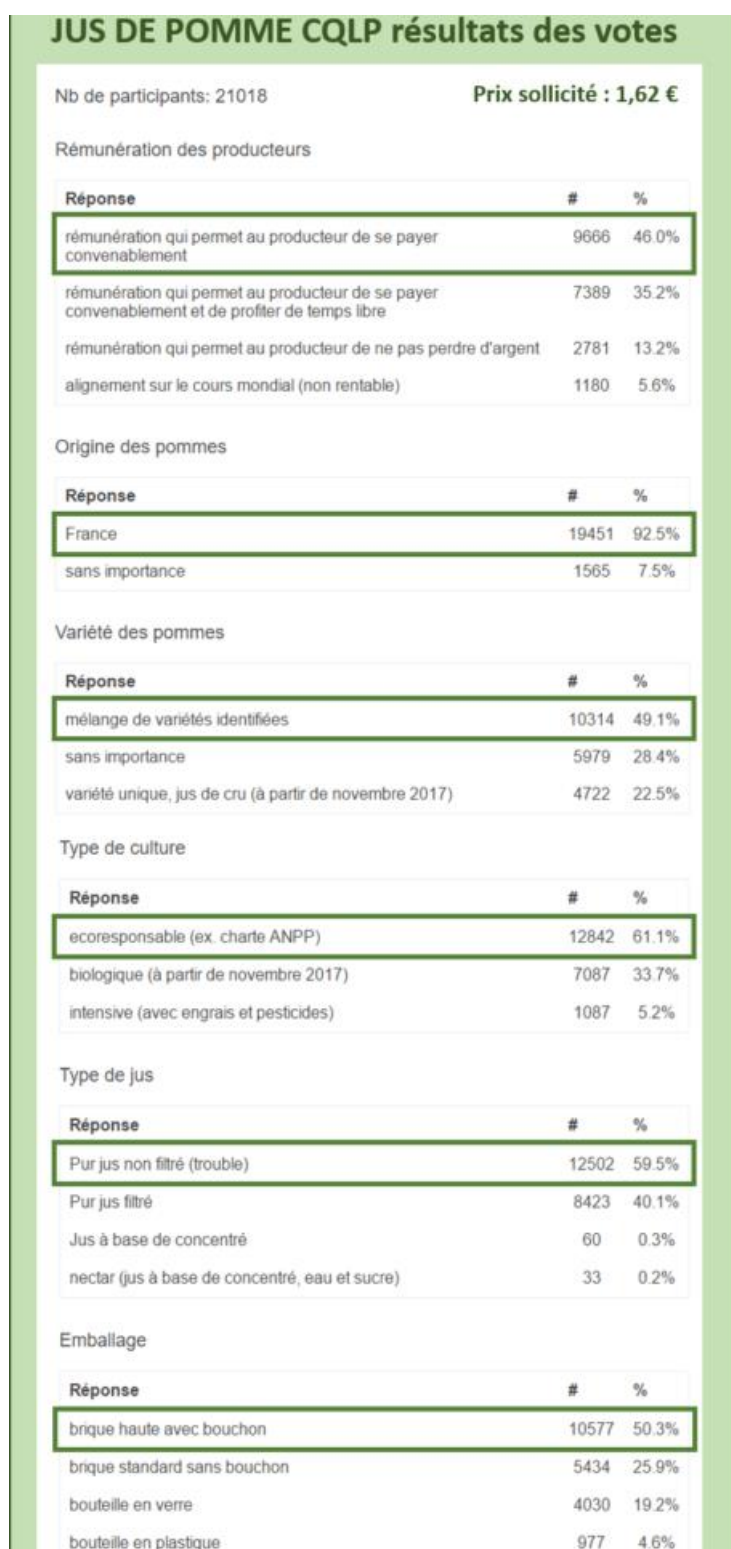 JUS DE POMME CQLP résultats des votes
Nb de participants: 21018 Prix sollicité : 1,62 €
Rémunération des producteurs
Réponse # %
rémunération qui permet au producteur de se payer
convenablement 9666 46.0%
rémunération qui permet au producteur de se payer
convenablement et de profiter de temps libre 7389 35.2%
rémunération qui permet au producteur de ne pas perdre d'argent 2781 13.2%
alignement sur le cours mondial (non rentable) 1180 5.6%
Origine des pommes
Réponse # %
France 19451 92.5%
sans importance 1565 7.5%
Variété des pommes
Réponse # %
mélange de variétés identifiées 10314 49.1%
sans importance 5979 28.4%
variété unique, jus de cru (à partir de novembre 2017) 4722 22.5%
Type de culture
Réponse # %
ecoresponsable (ex. charte ANPP) 12842 61.1%
biologique (à partir de novembre 2017) 7087 33.7%
intensive (avec engrais et pesticides) 1087 5.2%
Type de jus
Réponse # %
Pur jus non filtré (trouble) 12502 59.5%
Pur jus filtré 8423 40.1%
Jus à base de concentré 60 0.3%
nectar (jus à base de concentré, eau et sucre) 33 0.2%
Emballage
Réponse # %
brique haute avec bouchon 10577 50.3%
brique standard sans bouchon 5434 25.9%
bouteille en verre 4030 19.2%
bouteille en plastique 977 4.6%